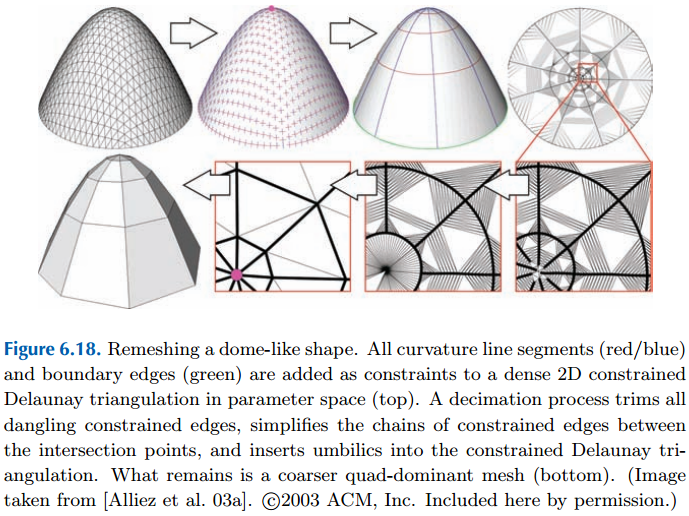 Figure 6.18. Remeshing a dome-like shape. All curvature line segments (red/blue)
and boundary edges (green) are added as constraints to a dense 2D constrained
Delaunay triangulation in parameter space (top). A decimation process trims all
dangling constrained edges, simplifies the chains of constrained edges between
the intersection points, and inserts umbilics into the constrained Delaunay tri-
angulation. What remains is a coarser quad-dominant mesh (bottom). (Image
taken from [Alliez et al. 03a]. ©2003 ACM, Inc. Included here by permission.)